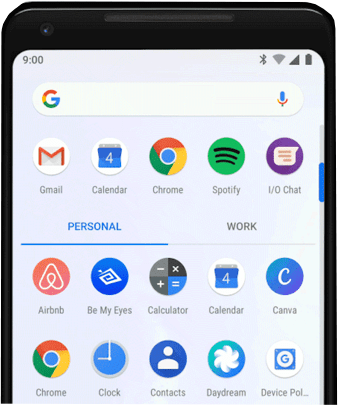 9:00
G
4
Gmail Calendar Chrome Spotify I/O Chat
PERSONAL WORK
4 C
Airbnb Be My Eyes Calculator Calendar Canva
G
Chrome Clock Contacts Daydream Device Pol...